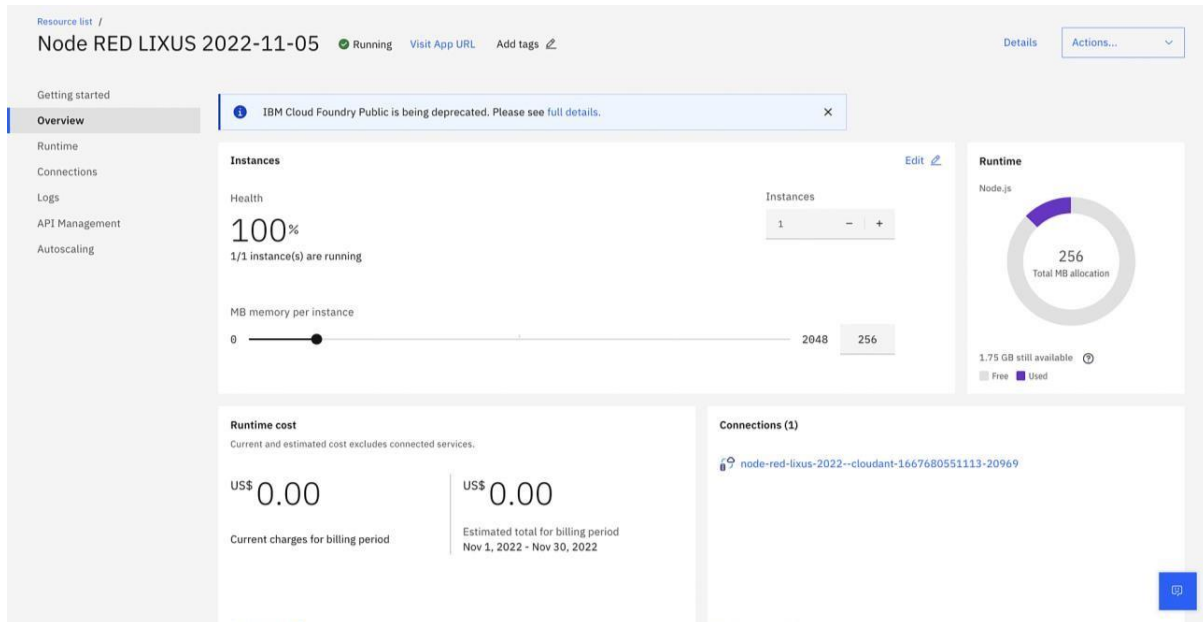 Resource list /
Node RED LIXUS 2022-11-05
Running
Visit App URL
Add tags
Details
Actions...
Getting started
Overview
Runtime
Connections
Logs
API Management
Autoscaling
IBM Cloud Foundry Public is being deprecated. Please see full details.
Instances
Edit
Health
100%
1/1 instance(s) are running
Instances
1
MB memory per instance
0
2048
256
Runtime
Node.js
256
Total MB allocation
1.75 GB still available
Free
Used
Runtime cost
Current and estimated cost excludes connected services.
US$0.00
Current charges for billing period
US$0.00
Estimated total for billing period
Nov 1, 2022 - Nov 30, 2022
Connections (1)
node-red-lixus-2022--cloudant-1667680551113-20969